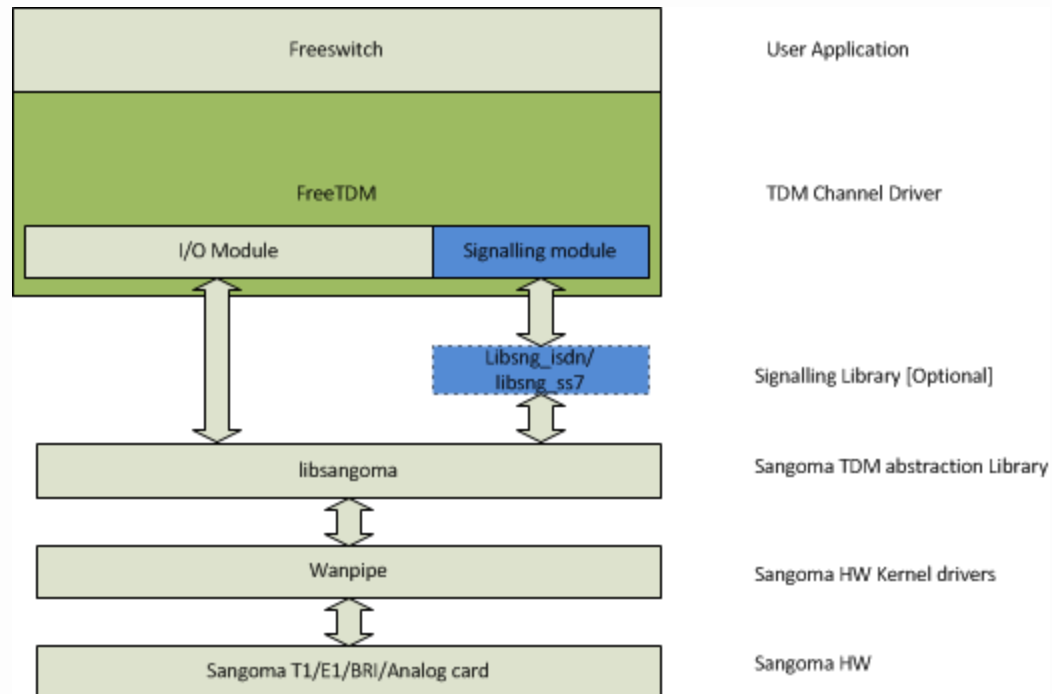 Freeswitch
User Application
FreeTDM
TDM Channel Driver
I/O Module
Signalling module
Libsng_isdn/
libsng_ss7
Signalling Library [Optional]
libsangoma
Sangoma TDM abstraction Library
Wanpipe
Sangoma HW Kernel drivers
Sangoma T1/E1/BRI/Analog card
Sangoma HW